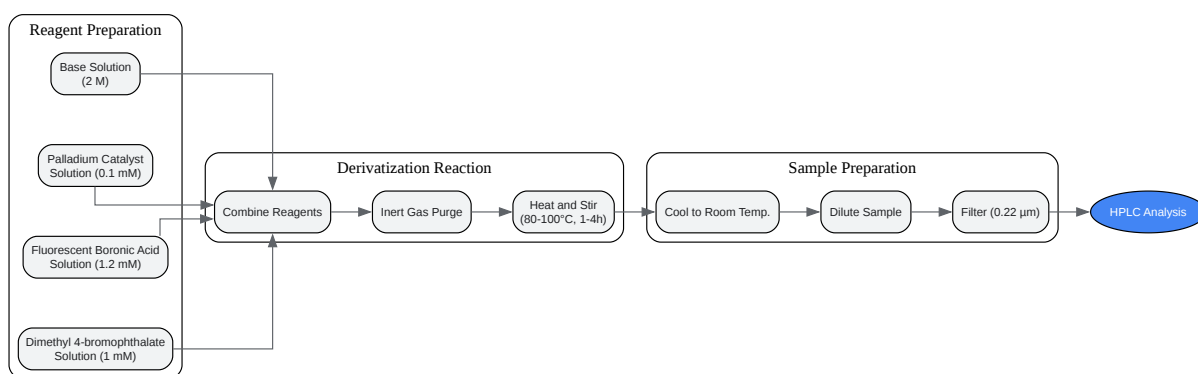 Reagent Preparation
Base Solution
(2 M)
Palladium Catalyst
Solution (0.1 mM)
Fluorescent Boronic Acid
Solution (1.2 mM)
Dimethyl 4-bromophthalate
Solution (1 mM)
Derivatization Reaction
Combine Reagents
Inert Gas Purge
Heat and Stir
(80-100°C, 1-4h)
Sample Preparation
Cool to Room Temp.
Dilute Sample
Filter (0.22 µm)
HPLC Analysis